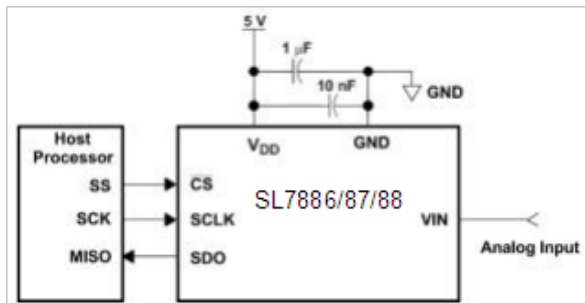 5 V
1 µF
10 nF
GND
Host
Processor
VDD
GND
SS
CS
SL7886/87/88
SCK
SCLK
VIN
MISO
SDO
Analog Input